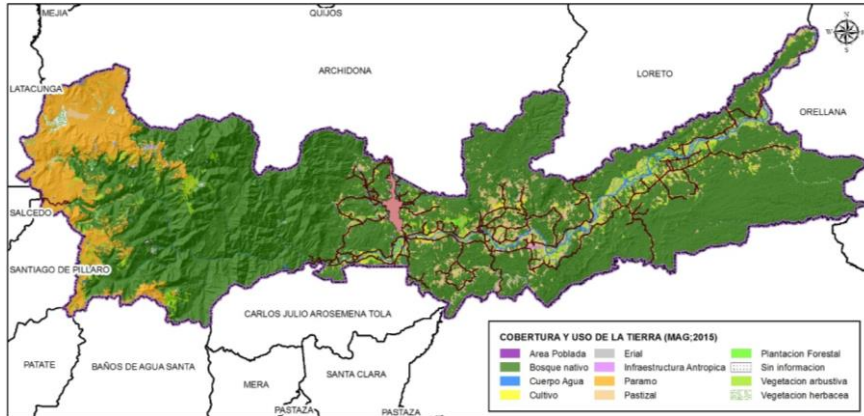 MEJIA
QUIJOS
N
ARCHIDONA
LORETO
LATACUNGA
ORELLANA
SALCEDO
SANTIAGO DE PILLARO
CARLOS JULIO AROSEMENA TOLA
PATATE
BAÑOS DE AGUA SANTA
MERA
SANTA CLARA
PASTAZA
PASTAZA
COBERTURA Y USO DE LA TIERRA (MAG;2015)
Area Poblada
Bosque nativo
Cuerpo Agua
Cultivo
Erial
Infraestructura Antropica
Paramo
Pastizal
Plantacion Forestal
Sin informacion
Vegetacion arbustiva
Vegetacion herbacea